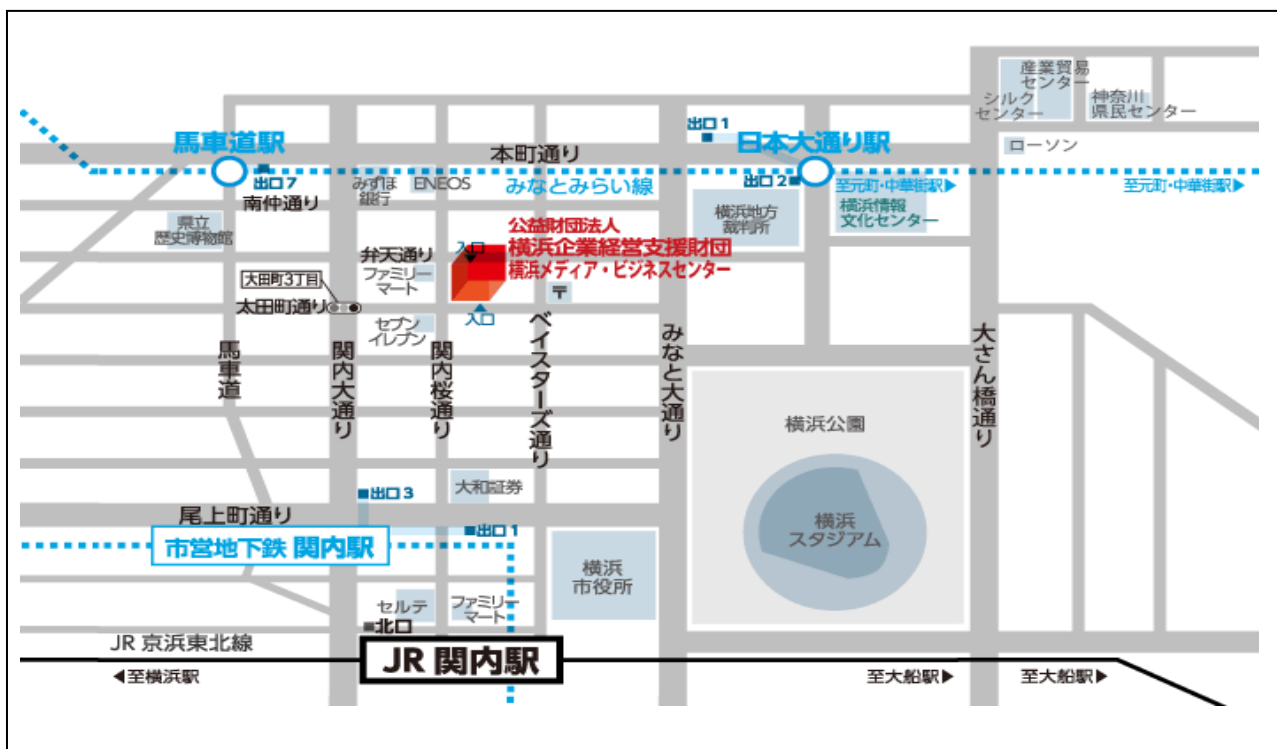 産業貿易
センター
シルク
センター
神奈川
県民センター
出口1
馬車道駅
日本大通り駅
ローソン
本町通り
出口7
みずほ
銀行
ENEOS
みなとみらい線
出口2
至元町・中華街駅▶
至元町・中華街駅▶
南仲通り
県立
歴史博物館
横浜地方
裁判所
横浜情報
文化センター
公益財団法人
横浜企業経営支援財団
横浜メディア・ビジネスセンター
入口
弁天通り
ファミリー
マート
大田町3丁目
太田町通り
〒
入口
セブン
イレブン
馬車道
関内大通り
関内桜通り
ベイスターズ通り
みなと大通り
大さん橋通り
横浜公園
横浜
スタジアム
大和証券
出口3
尾上町通り
出口1
市営地下鉄 関内駅
横浜
市役所
セルテ
ファミリー
マート
北口
JR 京浜東北線
JR 関内駅
◀至横浜駅
至大船駅▶
至大船駅▶